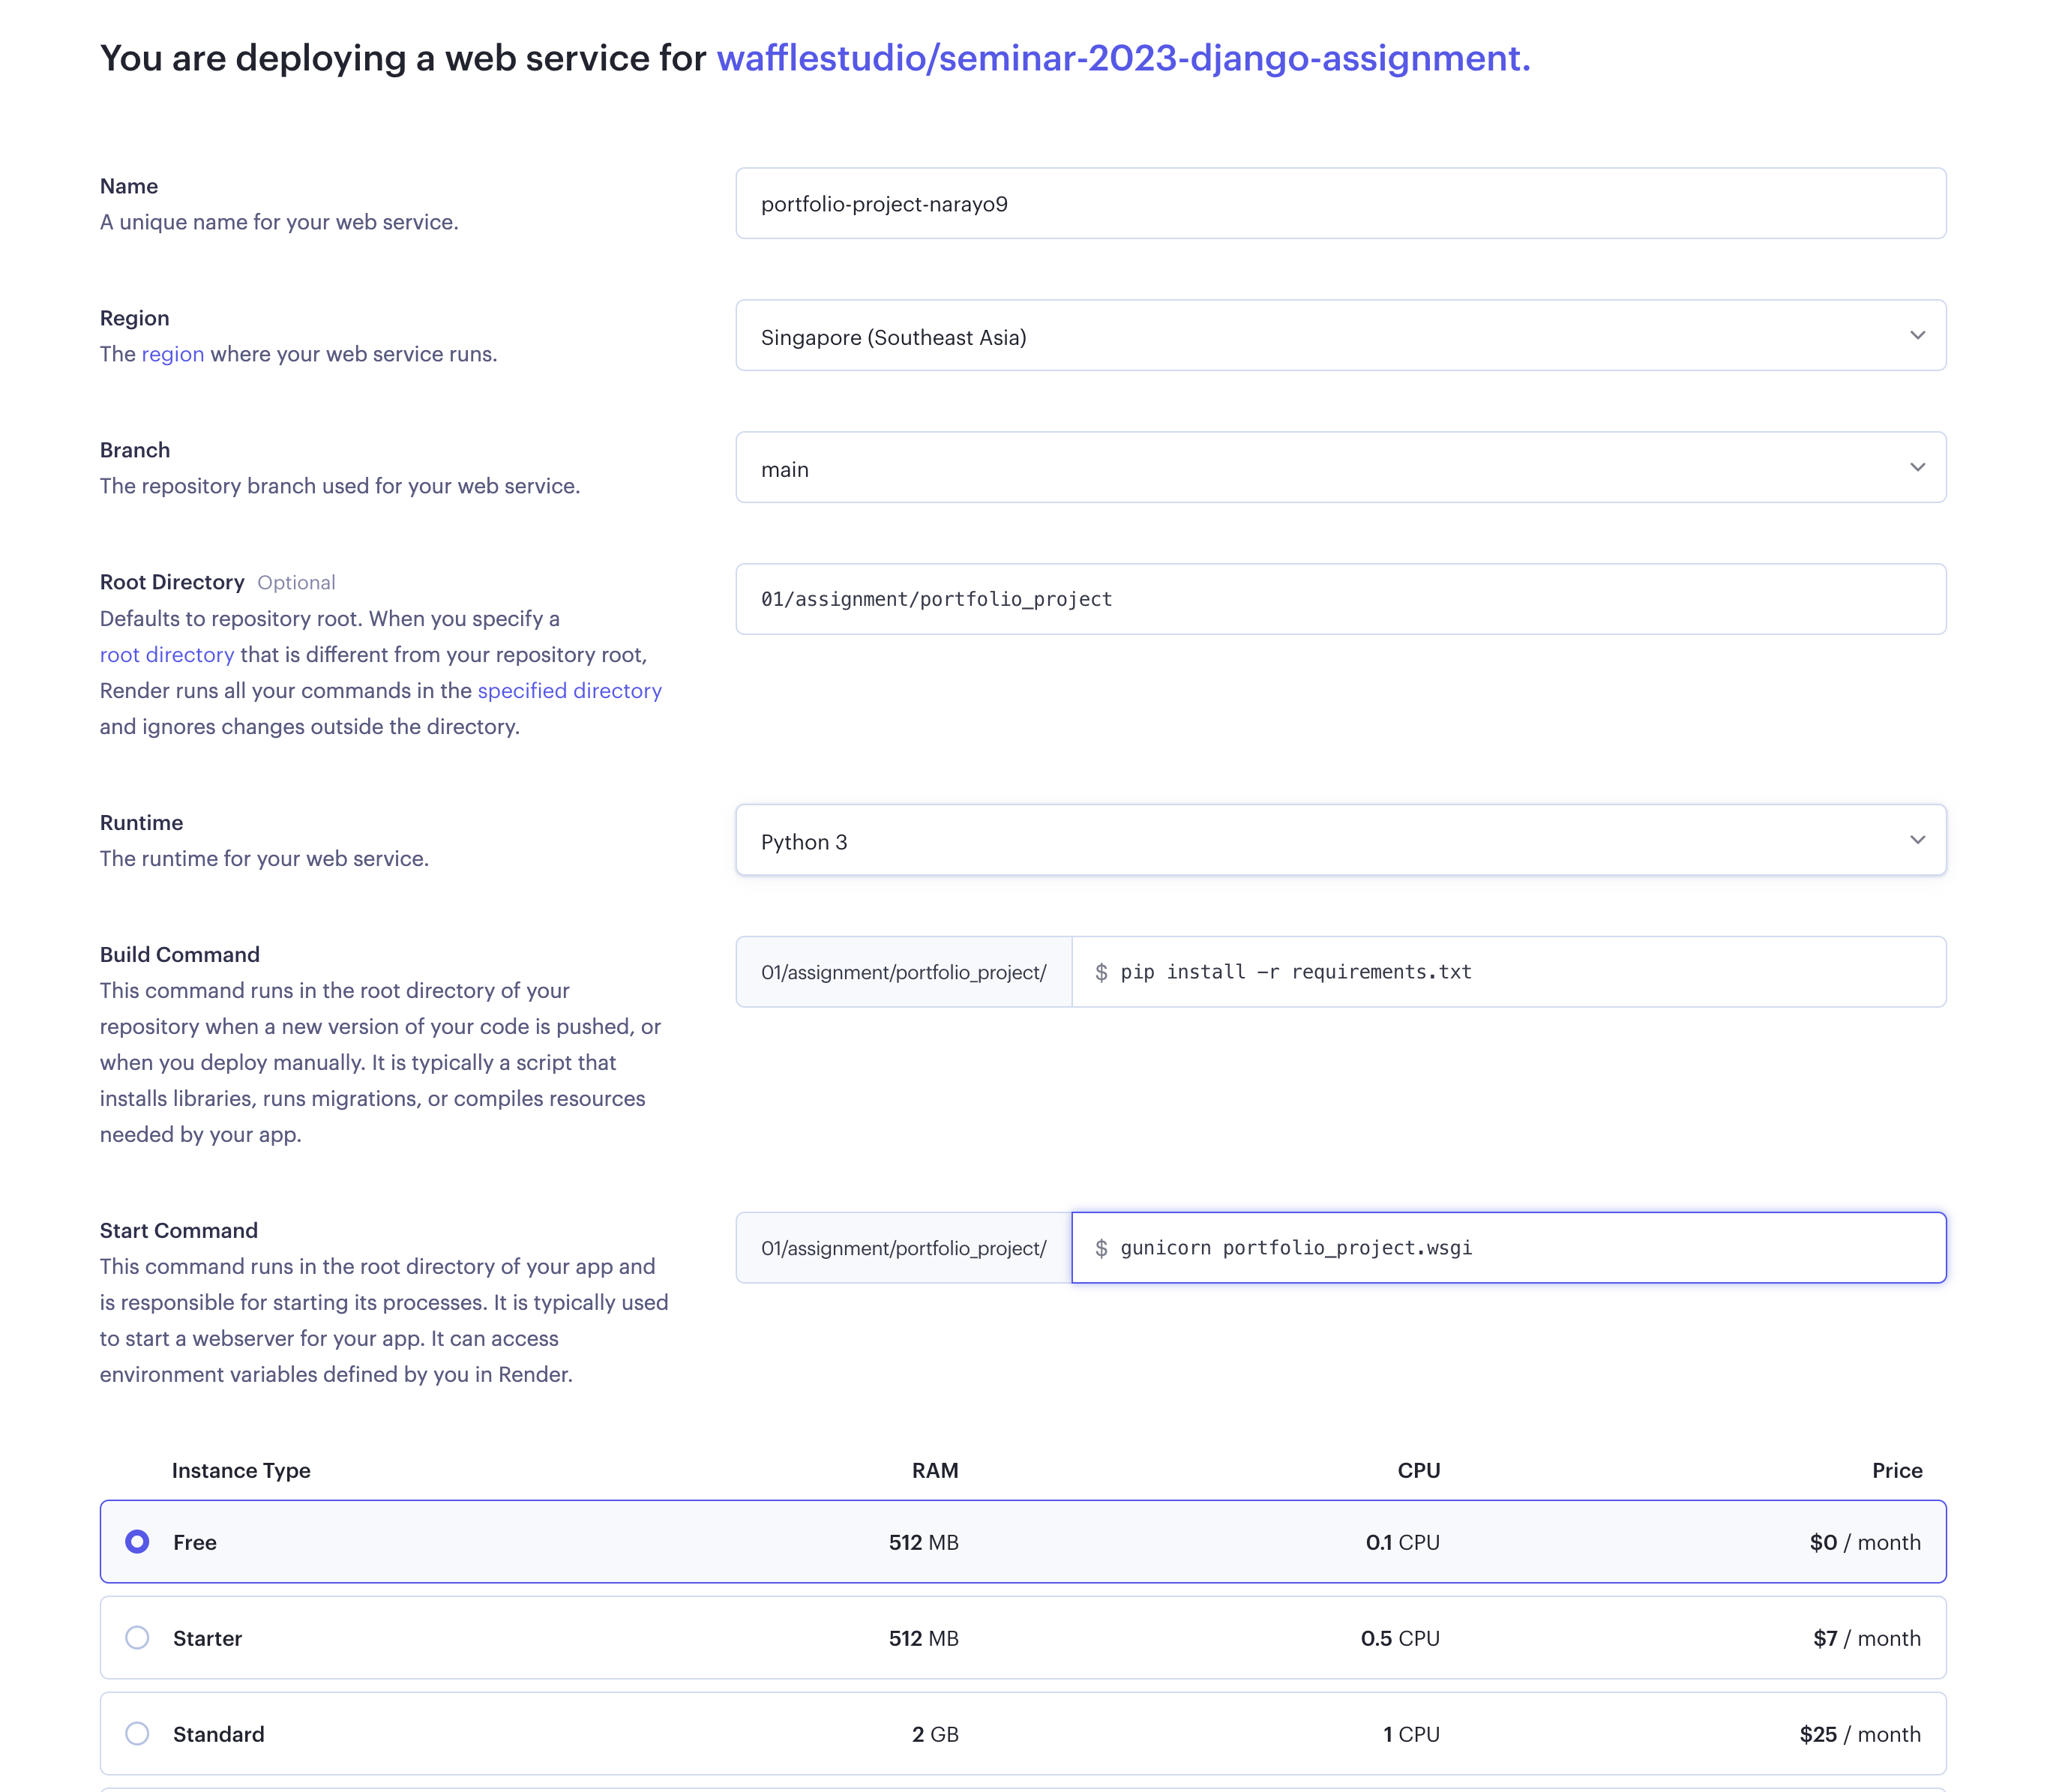 You are deploying a web service for wafflestudio/seminar-2023-django-assignment.
Name
A unique name for your web service.
portfolio-project-narayo9
Region
The region where your web service runs.
Singapore (Southeast Asia)
Branch
The repository branch used for your web service.
main
Root Directory Optional
Defaults to repository root. When you specify a
root directory that is different from your repository root,
Render runs all your commands in the specified directory
and ignores changes outside the directory.
01/assignment/portfolio_project
Runtime
The runtime for your web service.
Python 3
Build Command
This command runs in the root directory of your
repository when a new version of your code is pushed, or
when you deploy manually. It is typically a script that
installs libraries, runs migrations, or compiles resources
needed by your app.
01/assignment/portfolio_project/ $ pip install -r requirements.txt
Start Command
This command runs in the root directory of your app and
is responsible for starting its processes. It is typically used
to start a webserver for your app. It can access
environment variables defined by you in Render.
01/assignment/portfolio_project/ $ gunicorn portfolio_project.wsgi
Instance Type RAM CPU Price
Free 512 MB 0.1 CPU $0 / month
Starter 512 MB 0.5 CPU $7 / month
Standard 2 GB 1 CPU $25 / month